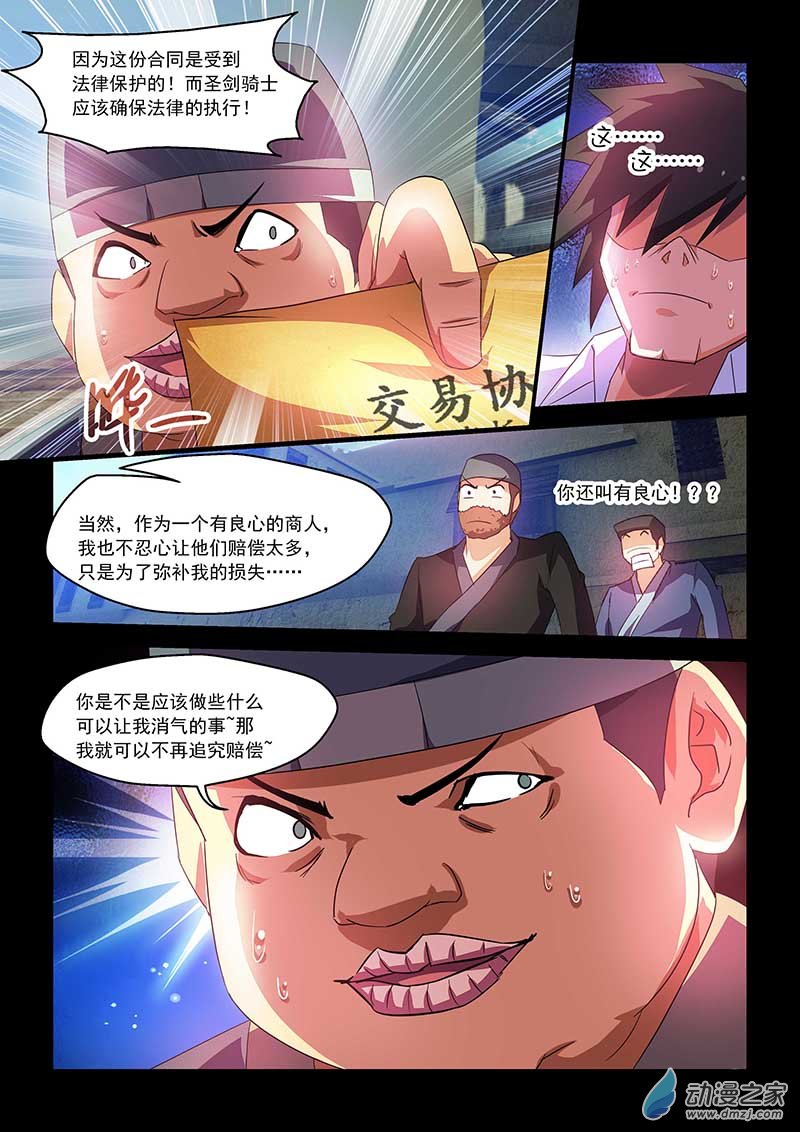 因为这份合同是受到
法律保护的！而圣剑骑士
应该确保法律的执行！
这……
这……
哗一
交易协
当然，作为一个有良心的商人，
我也不忍心让他们赔偿太多，
只是为了弥补我的损失……
你还叫有良心！？？
你是不是应该做些什么
可以让我消气的事~那
我就可以不再追究赔偿~
动漫之家
www.dmzj.com